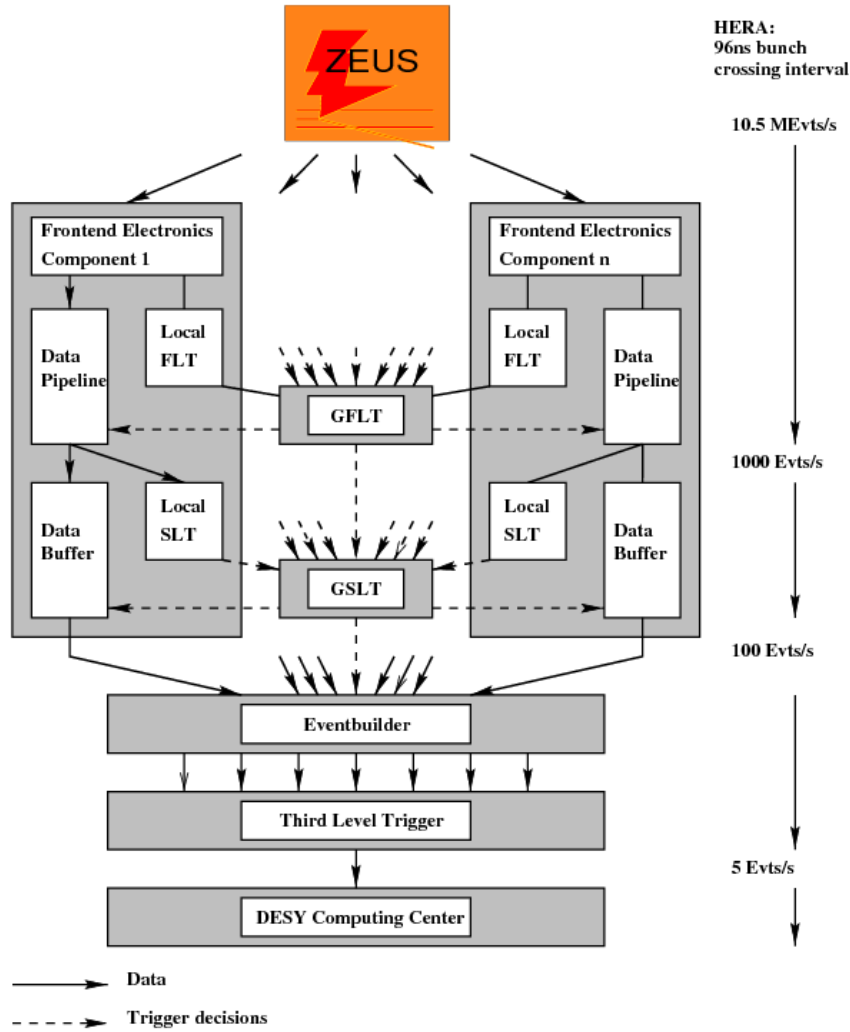 ZEUS
HERA:
96ns bunch
crossing interval
10.5 MEvts/s
Frontend Electronics
Component 1
Frontend Electronics
Component n
Data
Pipeline
Local
FLT
Local
FLT
Data
Pipeline
GFLT
1000 Evts/s
Data
Buffer
Local
SLT
Local
SLT
Data
Buffer
GSLT
100 Evts/s
Eventbuilder
Third Level Trigger
5 Evts/s
DESY Computing Center
Data
Trigger decisions